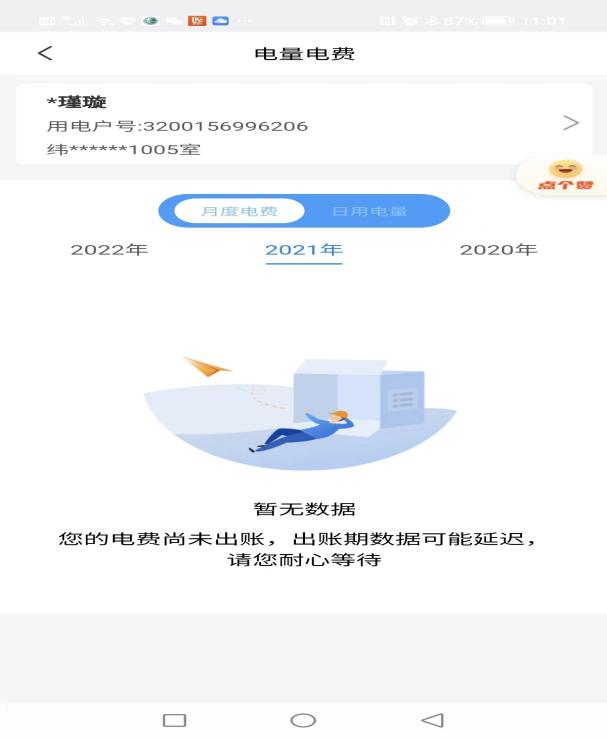 87% 11:01
电量电费
*瑾璇
用电户号:3200156996206
纬******1005室
点个赞
月度电费 日用电量
2022年 2021年 2020年
暂无数据
您的电费尚未出账，出账期数据可能延迟，
请您耐心等待